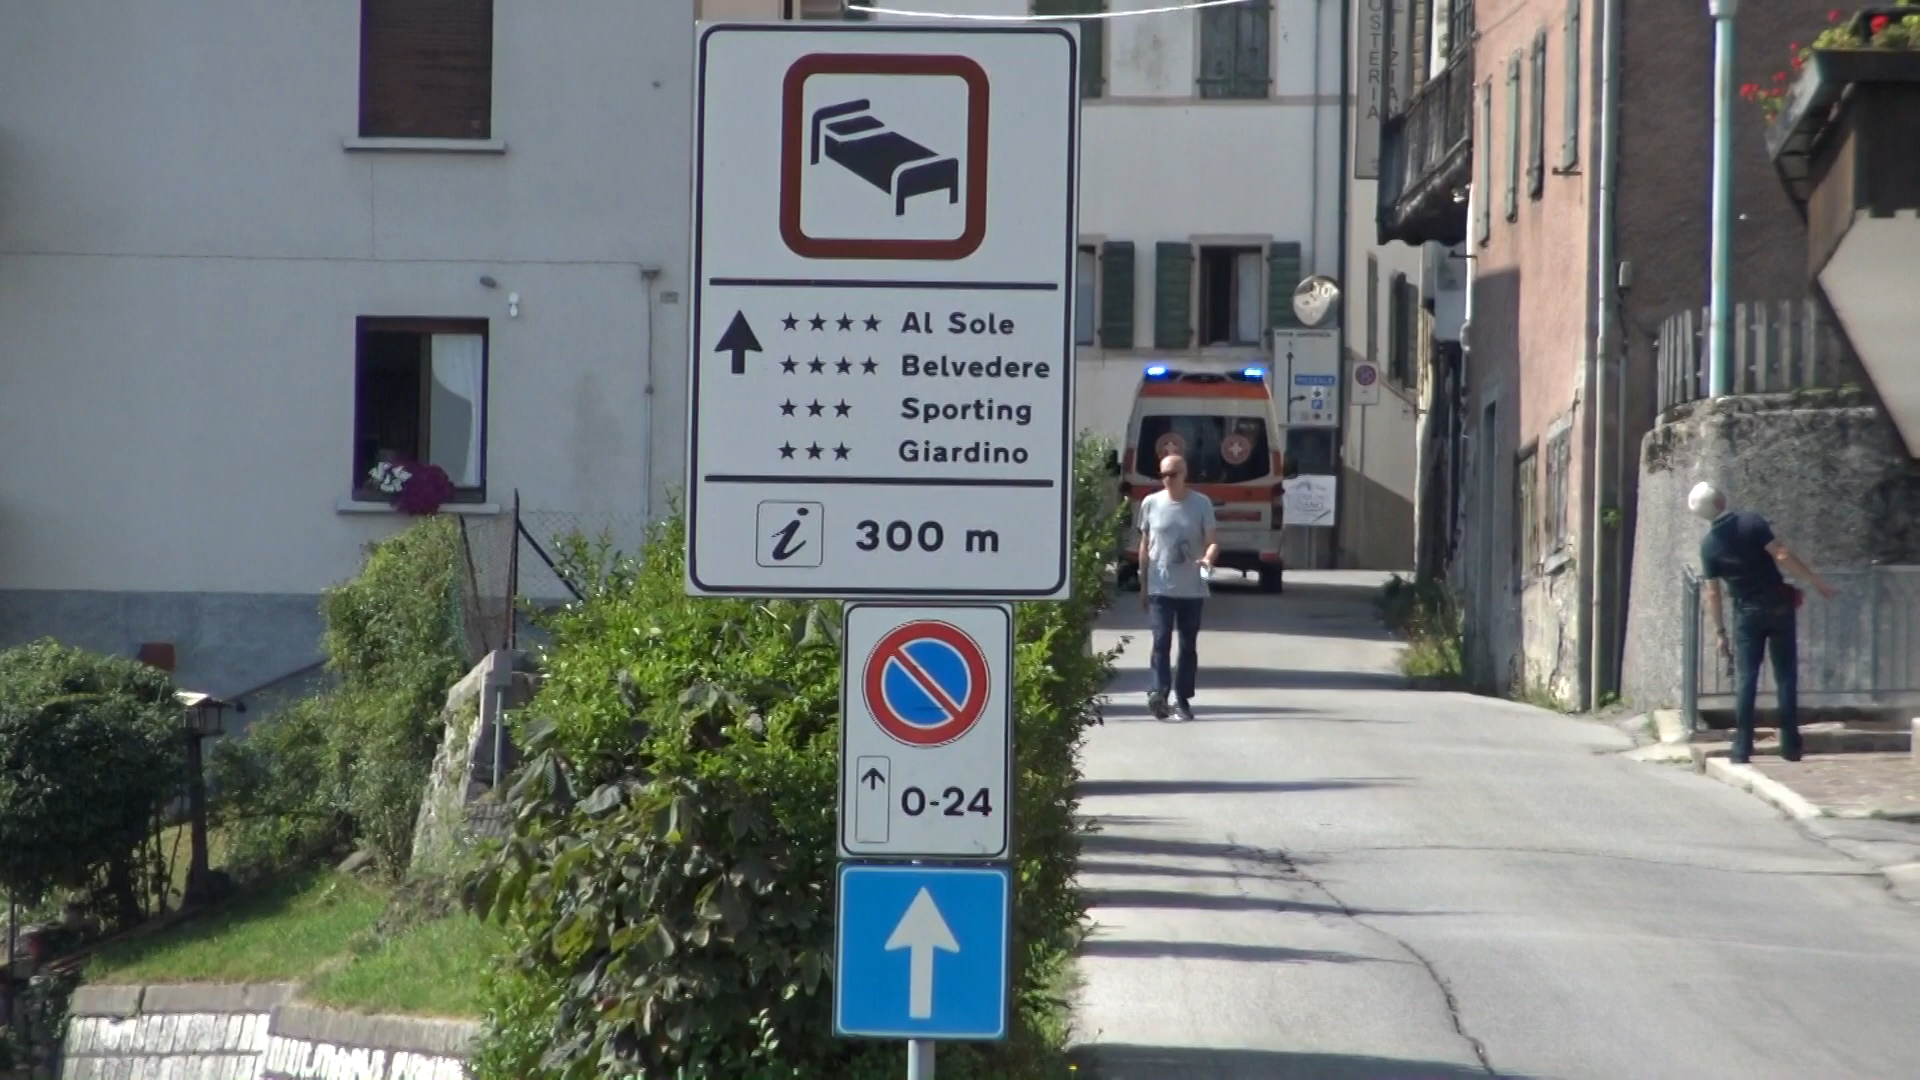 ★★★★ Al Sole
★★★★ Belvedere
★★★ Sporting
★★★ Giardino
i 300 m
0-24
OSTERIA